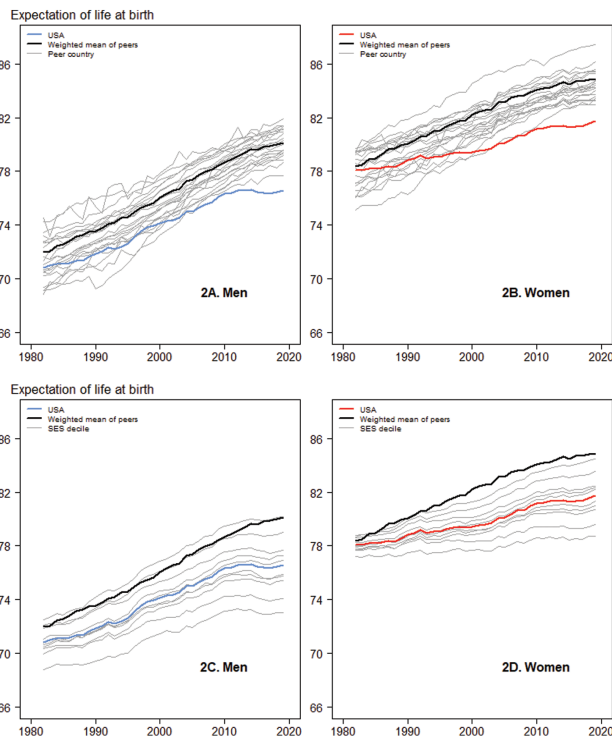 Expectation of life at birth
USA
Weighted mean of peers
Peer country
86
82
78
74
70
66
2A. Men
1980 1990 2000 2010 2020
USA
Weighted mean of peers
Peer country
86
82
78
74
70
66
2B. Women
1980 1990 2000 2010 2020
Expectation of life at birth
USA
Weighted mean of peers
SES decile
86
82
78
74
70
66
2C. Men
1980 1990 2000 2010 2020
USA
Weighted mean of peers
SES decile
86
82
78
74
70
66
2D. Women
1980 1990 2000 2010 2020